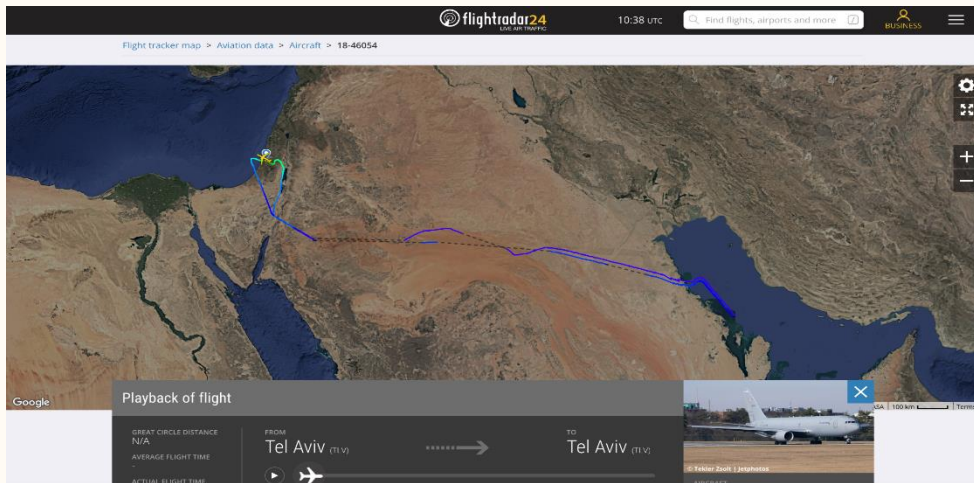 flightradar24
LIVE AIR TRAFFIC
10:38 UTC
Find flights, airports and more
/
BUSINESS
Flight tracker map > Aviation data > Aircraft > 18-46054
Google
100 km
Terms
Playback of flight
GREAT CIRCLE DISTANCE
N/A
AVERAGE FLIGHT TIME
-
ACTUAL FLIGHT TIME
FROM
Tel Aviv (TLV)
TO
Tel Aviv (TLV)
© Tekler Zsolt | Jetphotos
AIRCRAFT